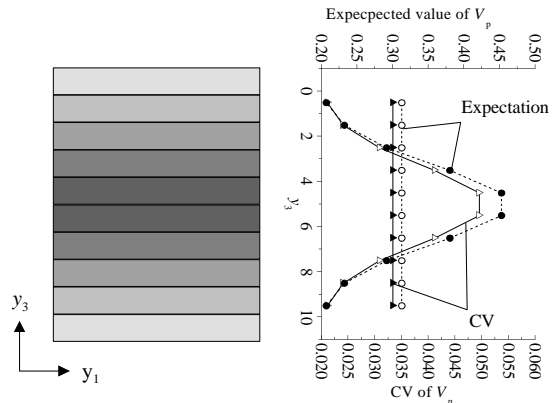 Expecpected value of V_p
0.20 0.25 0.30 0.35 0.40 0.45 0.50
0
2
4
6
8
10
y_3
Expectation
CV
0.020 0.025 0.030 0.035 0.040 0.045 0.050 0.055 0.060
CV of V_p
y_3
y_1